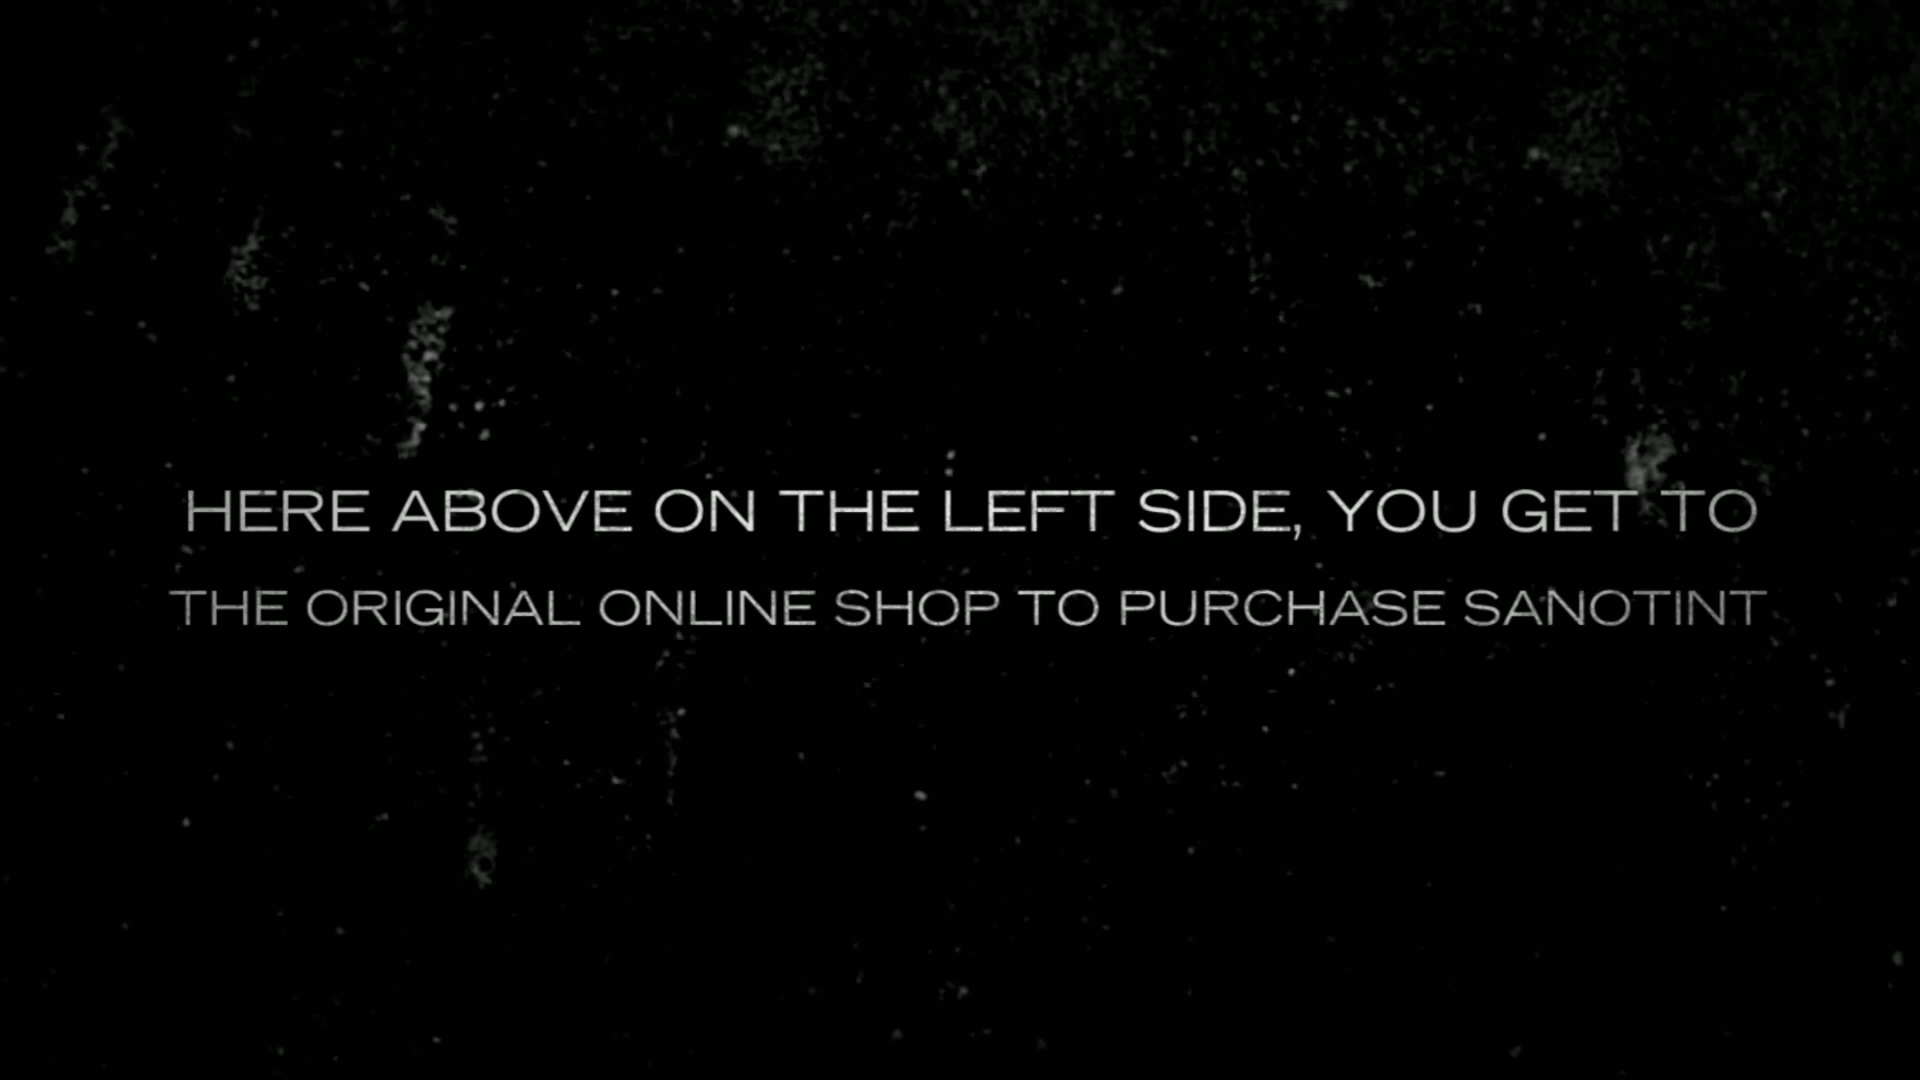 HERE ABOVE ON THE LEFT SIDE, YOU GET TO
THE ORIGINAL ONLINE SHOP TO PURCHASE SANOTINT